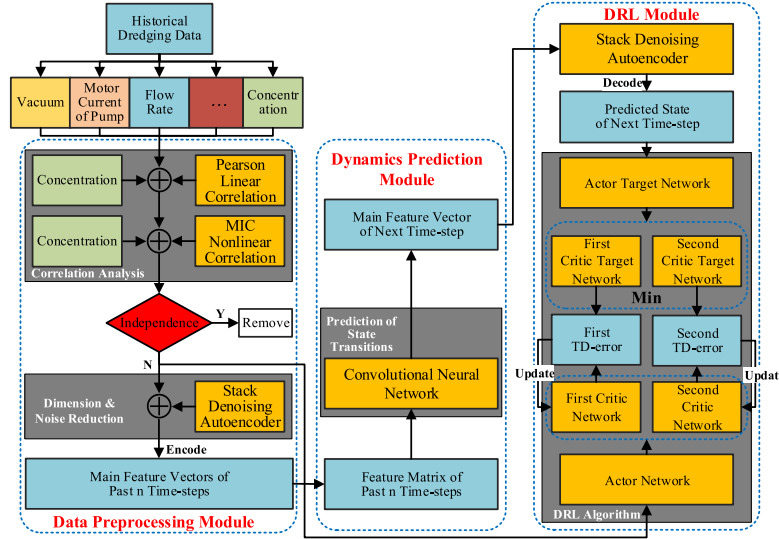 Historical
Dredging Data
Vacuum
Motor
Current
of Pump
Flow
Rate
...
Concentr
ation
Concentration
Pearson
Linear
Correlation
Concentration
MIC
Nonlinear
Correlation
Correlation Analysis
Independence
Y
Remove
N
Dimension &
Noise Reduction
Stack
Denoising
Autoencoder
Encode
Main Feature Vectors of
Past n Time-steps
Data Preprocessing Module
Dynamics Prediction
Module
Main Feature Vector
of Next Time-step
Prediction of
State
Transitions
Convolutional Neural
Network
Feature Matrix of
Past n Time-steps
DRL Module
Stack Denoising
Autoencoder
Decode
Predicted State
of Next Time-step
Actor Target Network
First
Critic Target
Network
Second
Critic Target
Network
Min
First
TD-error
Second
TD-error
Update
Updat
First Critic
Network
Second
Critic
Network
Actor Network
DRL Algorithm